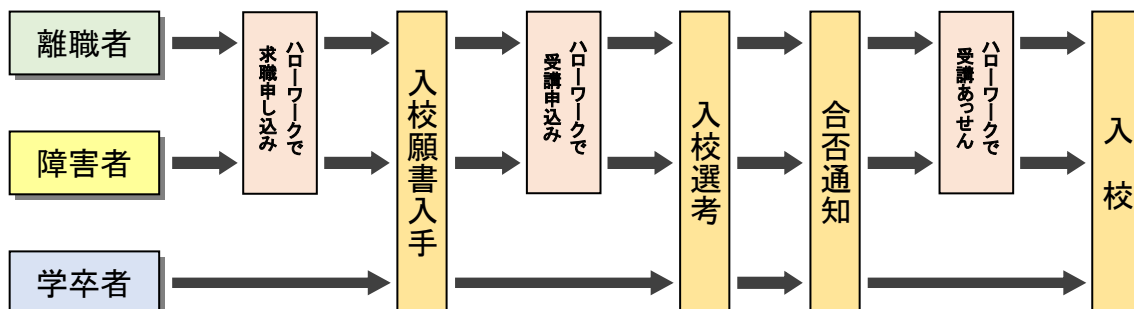 離職者
障害者
学卒者
ハローワークで
求職申し込み
入校願書入手
ハローワークで
受講申込み
入校選考
合否通知
ハローワークで
受講あっせん
入校